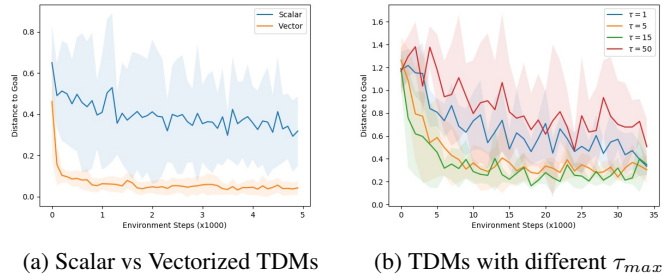 Scalar
Vector
0.8
0.6
0.4
0.2
0.0
Distance to Goal
0 1 2 3 4 5
Environment Steps (x1000)
(a) Scalar vs Vectorized TDMs
τ = 1
τ = 5
τ = 15
τ = 50
1.6
1.4
1.2
1.0
0.8
0.6
0.4
0.2
0.0
Distance to Goal
0 5 10 15 20 25 30 35
Environment Steps (x1000)
(b) TDMs with different τmax